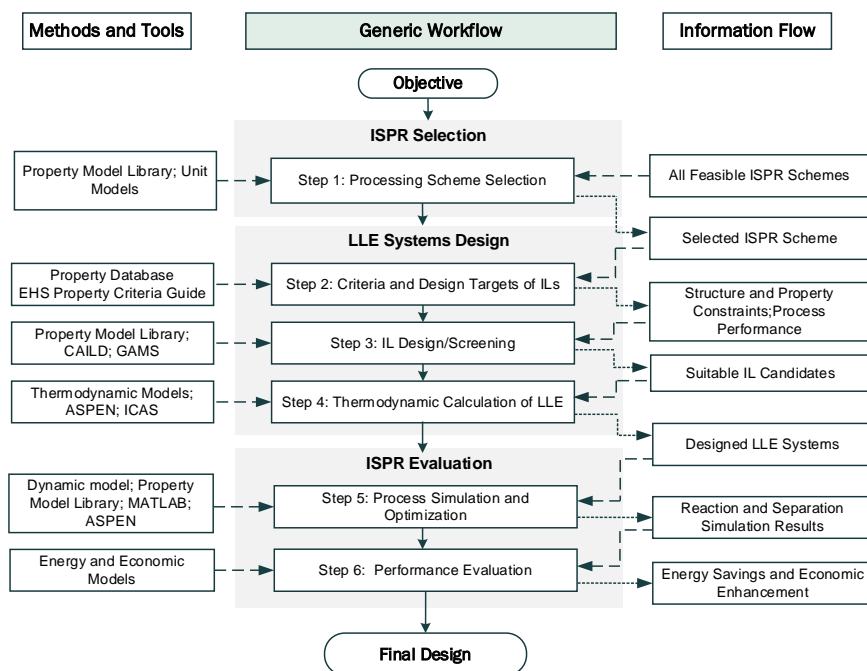 Methods and Tools
Generic Workflow
Information Flow
Objective
ISPR Selection
Property Model Library; Unit
Models
Step 1: Processing Scheme Selection
All Feasible ISPR Schemes
Selected ISPR Scheme
LLE Systems Design
Property Database
EHS Property Criteria Guide
Step 2: Criteria and Design Targets of ILs
Structure and Property
Constraints;Process
Performance
Property Model Library;
CAILD; GAMS
Step 3: IL Design/Screening
Suitable IL Candidates
Thermodynamic Models;
ASPEN; ICAS
Step 4: Thermodynamic Calculation of LLE
Designed LLE Systems
ISPR Evaluation
Dynamic model; Property
Model Library; MATLAB;
ASPEN
Step 5: Process Simulation and
Optimization
Reaction and Separation
Simulation Results
Energy and Economic
Models
Step 6: Performance Evaluation
Energy Savings and Economic
Enhancement
Final Design